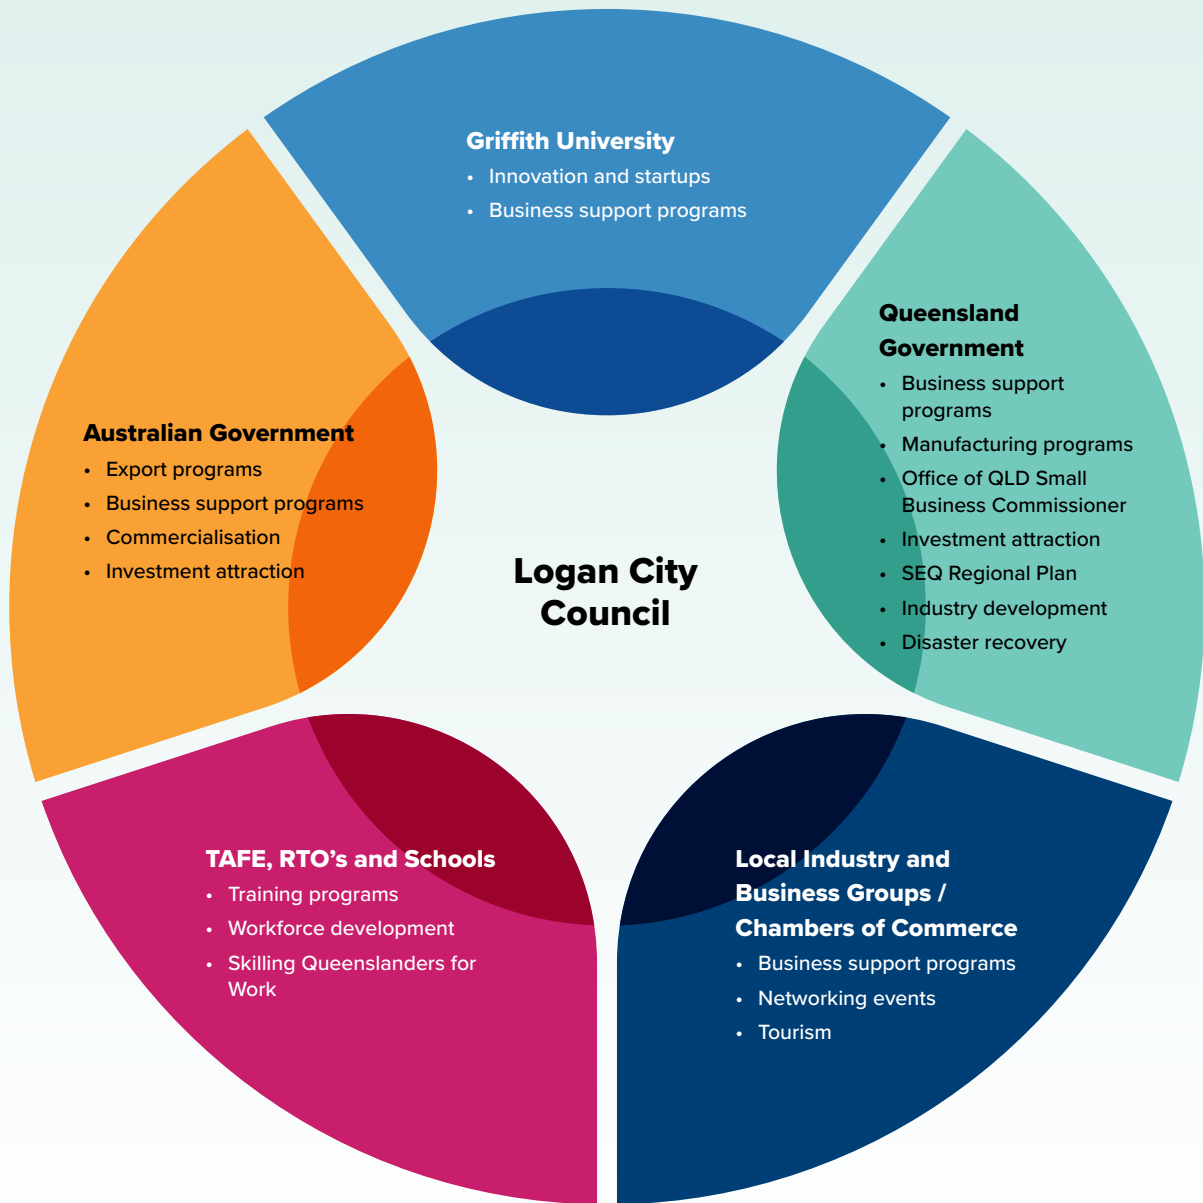 Griffith University
• Innovation and startups
• Business support programs
Queensland
Government
• Business support
programs
• Manufacturing programs
• Office of QLD Small
Business Commissioner
• Investment attraction
• SEQ Regional Plan
• Industry development
• Disaster recovery
Australian Government
• Export programs
• Business support programs
• Commercialisation
• Investment attraction
Logan City
Council
TAFE, RTO’s and Schools
• Training programs
• Workforce development
• Skilling Queenslanders for
Work
Local Industry and
Business Groups /
Chambers of Commerce
• Business support programs
• Networking events
• Tourism